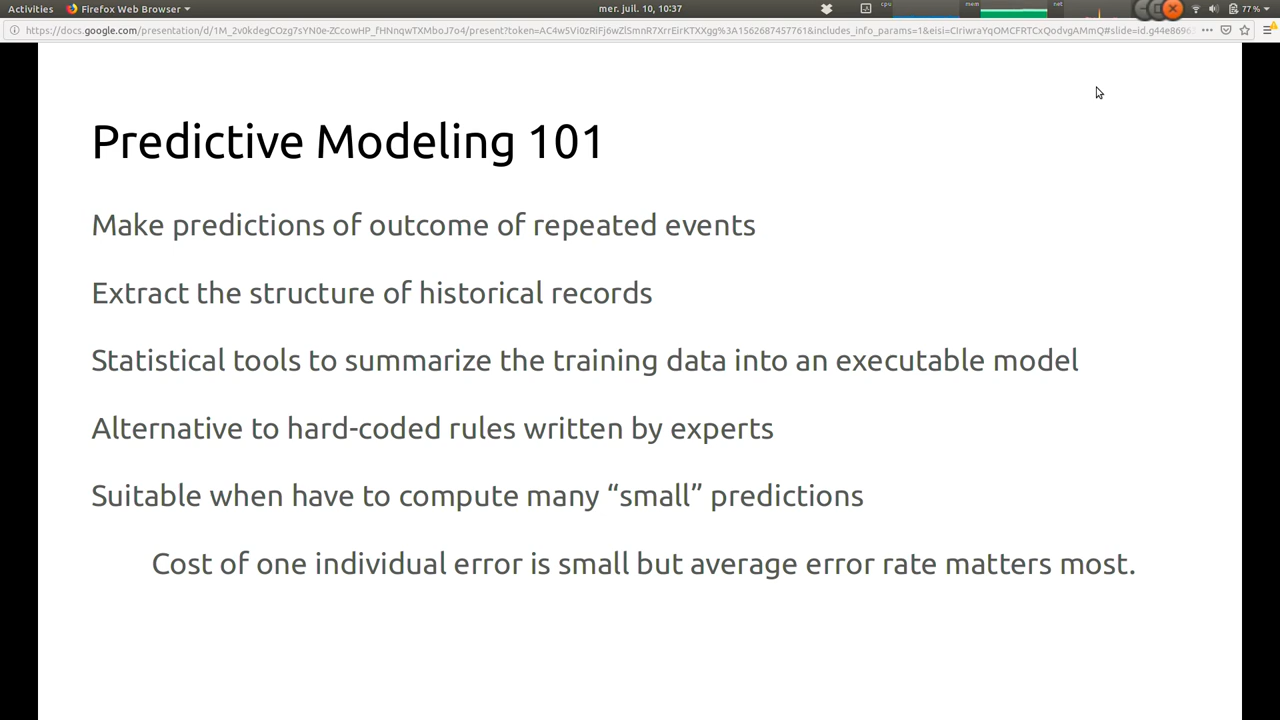 Activities
Firefox Web Browser
mer. juil. 10, 10:37
cpu
mem
net
77 %
Predictive Modeling 101
Make predictions of outcome of repeated events
Extract the structure of historical records
Statistical tools to summarize the training data into an executable model
Alternative to hard-coded rules written by experts
Suitable when have to compute many “small” predictions
Cost of one individual error is small but average error rate matters most.